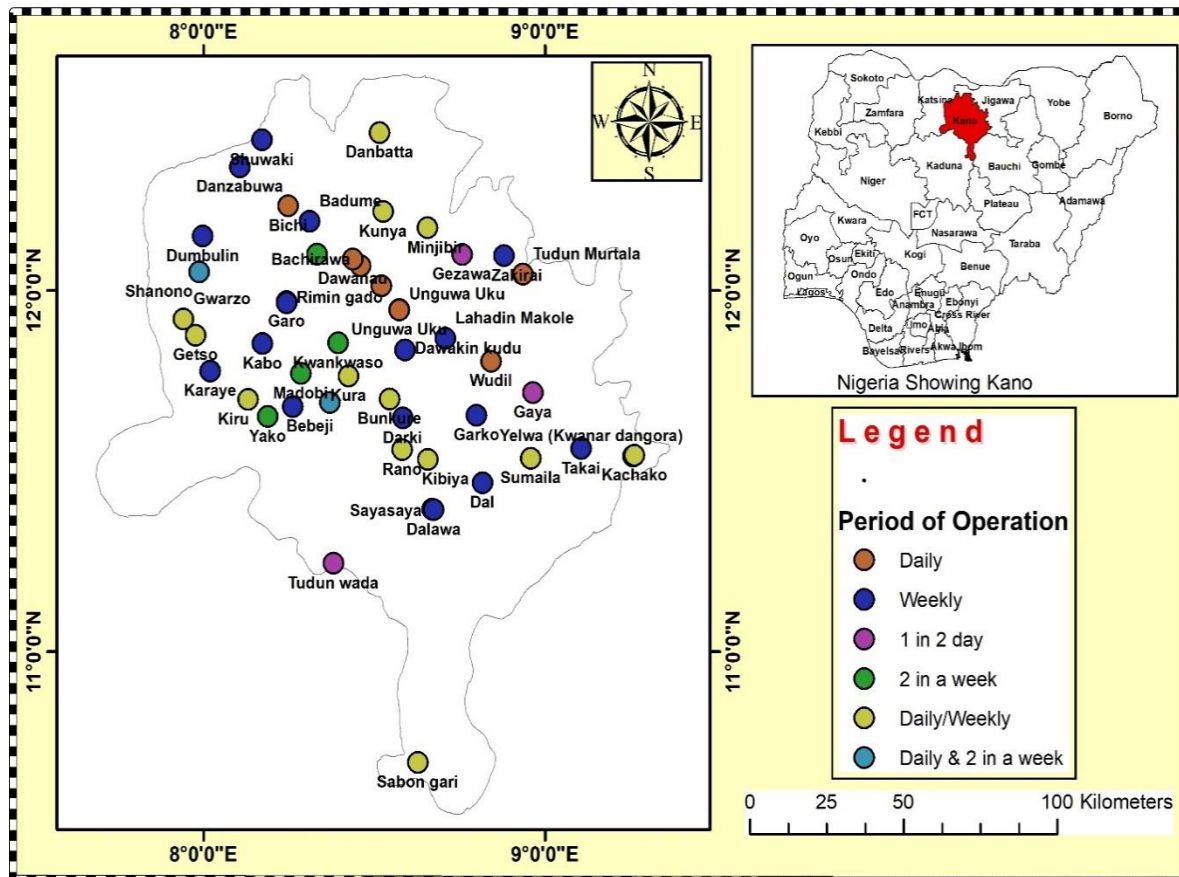 8°0'0"E
9°0'0"E
N
W
E
S
Shuwaki
Danbatta
Danzabuwa
Badume
Bichi
Kunya
Minjibir
Dumbulin
Bachirawa
Gezawa
Tudun Murtala
Zakirai
Dawanau
Shanono
Gwarzo
Rimin gado
Unguwa Uku
Garo
Lahadin Makole
Unguwa Uku
Getso
Kabo
Kwankwaso
Dawakin kudu
Wudil
Karaye
Madobi
Kura
Gaya
Kiru
Bebeji
Bunkure
Yako
Darki
Garko
Yelwa (Kwanar dangora)
Rano
Kibiya
Sumaila
Takai
Kachako
Dal
Sayasaya
Dalawa
Tudun wada
Sabon gari
12°0'0"N
12°0'0"N
11°0'0"N
11°0'0"N
8°0'0"E
9°0'0"E
Sokoto
Katsina
Jigawa
Yobe
Borno
Zamfara
Kano
Kebbi
Kaduna
Bauchi
Gombe
Niger
Adamawa
Plateau
FCT
Kwara
Nasarawa
Taraba
Oyo
Kogi
Ekiti
Osun
Benue
Ogun
Ondo
Lagos
Edo
Enugu
Anambra
Ebonyi
Cross River
Delta
Imo
Abia
Akwa Ibom
Bayelsa
Rivers
Nigeria Showing Kano
Legend
Period of Operation
Daily
Weekly
1 in 2 day
2 in a week
Daily/Weekly
Daily & 2 in a week
0 25 50 100 Kilometers